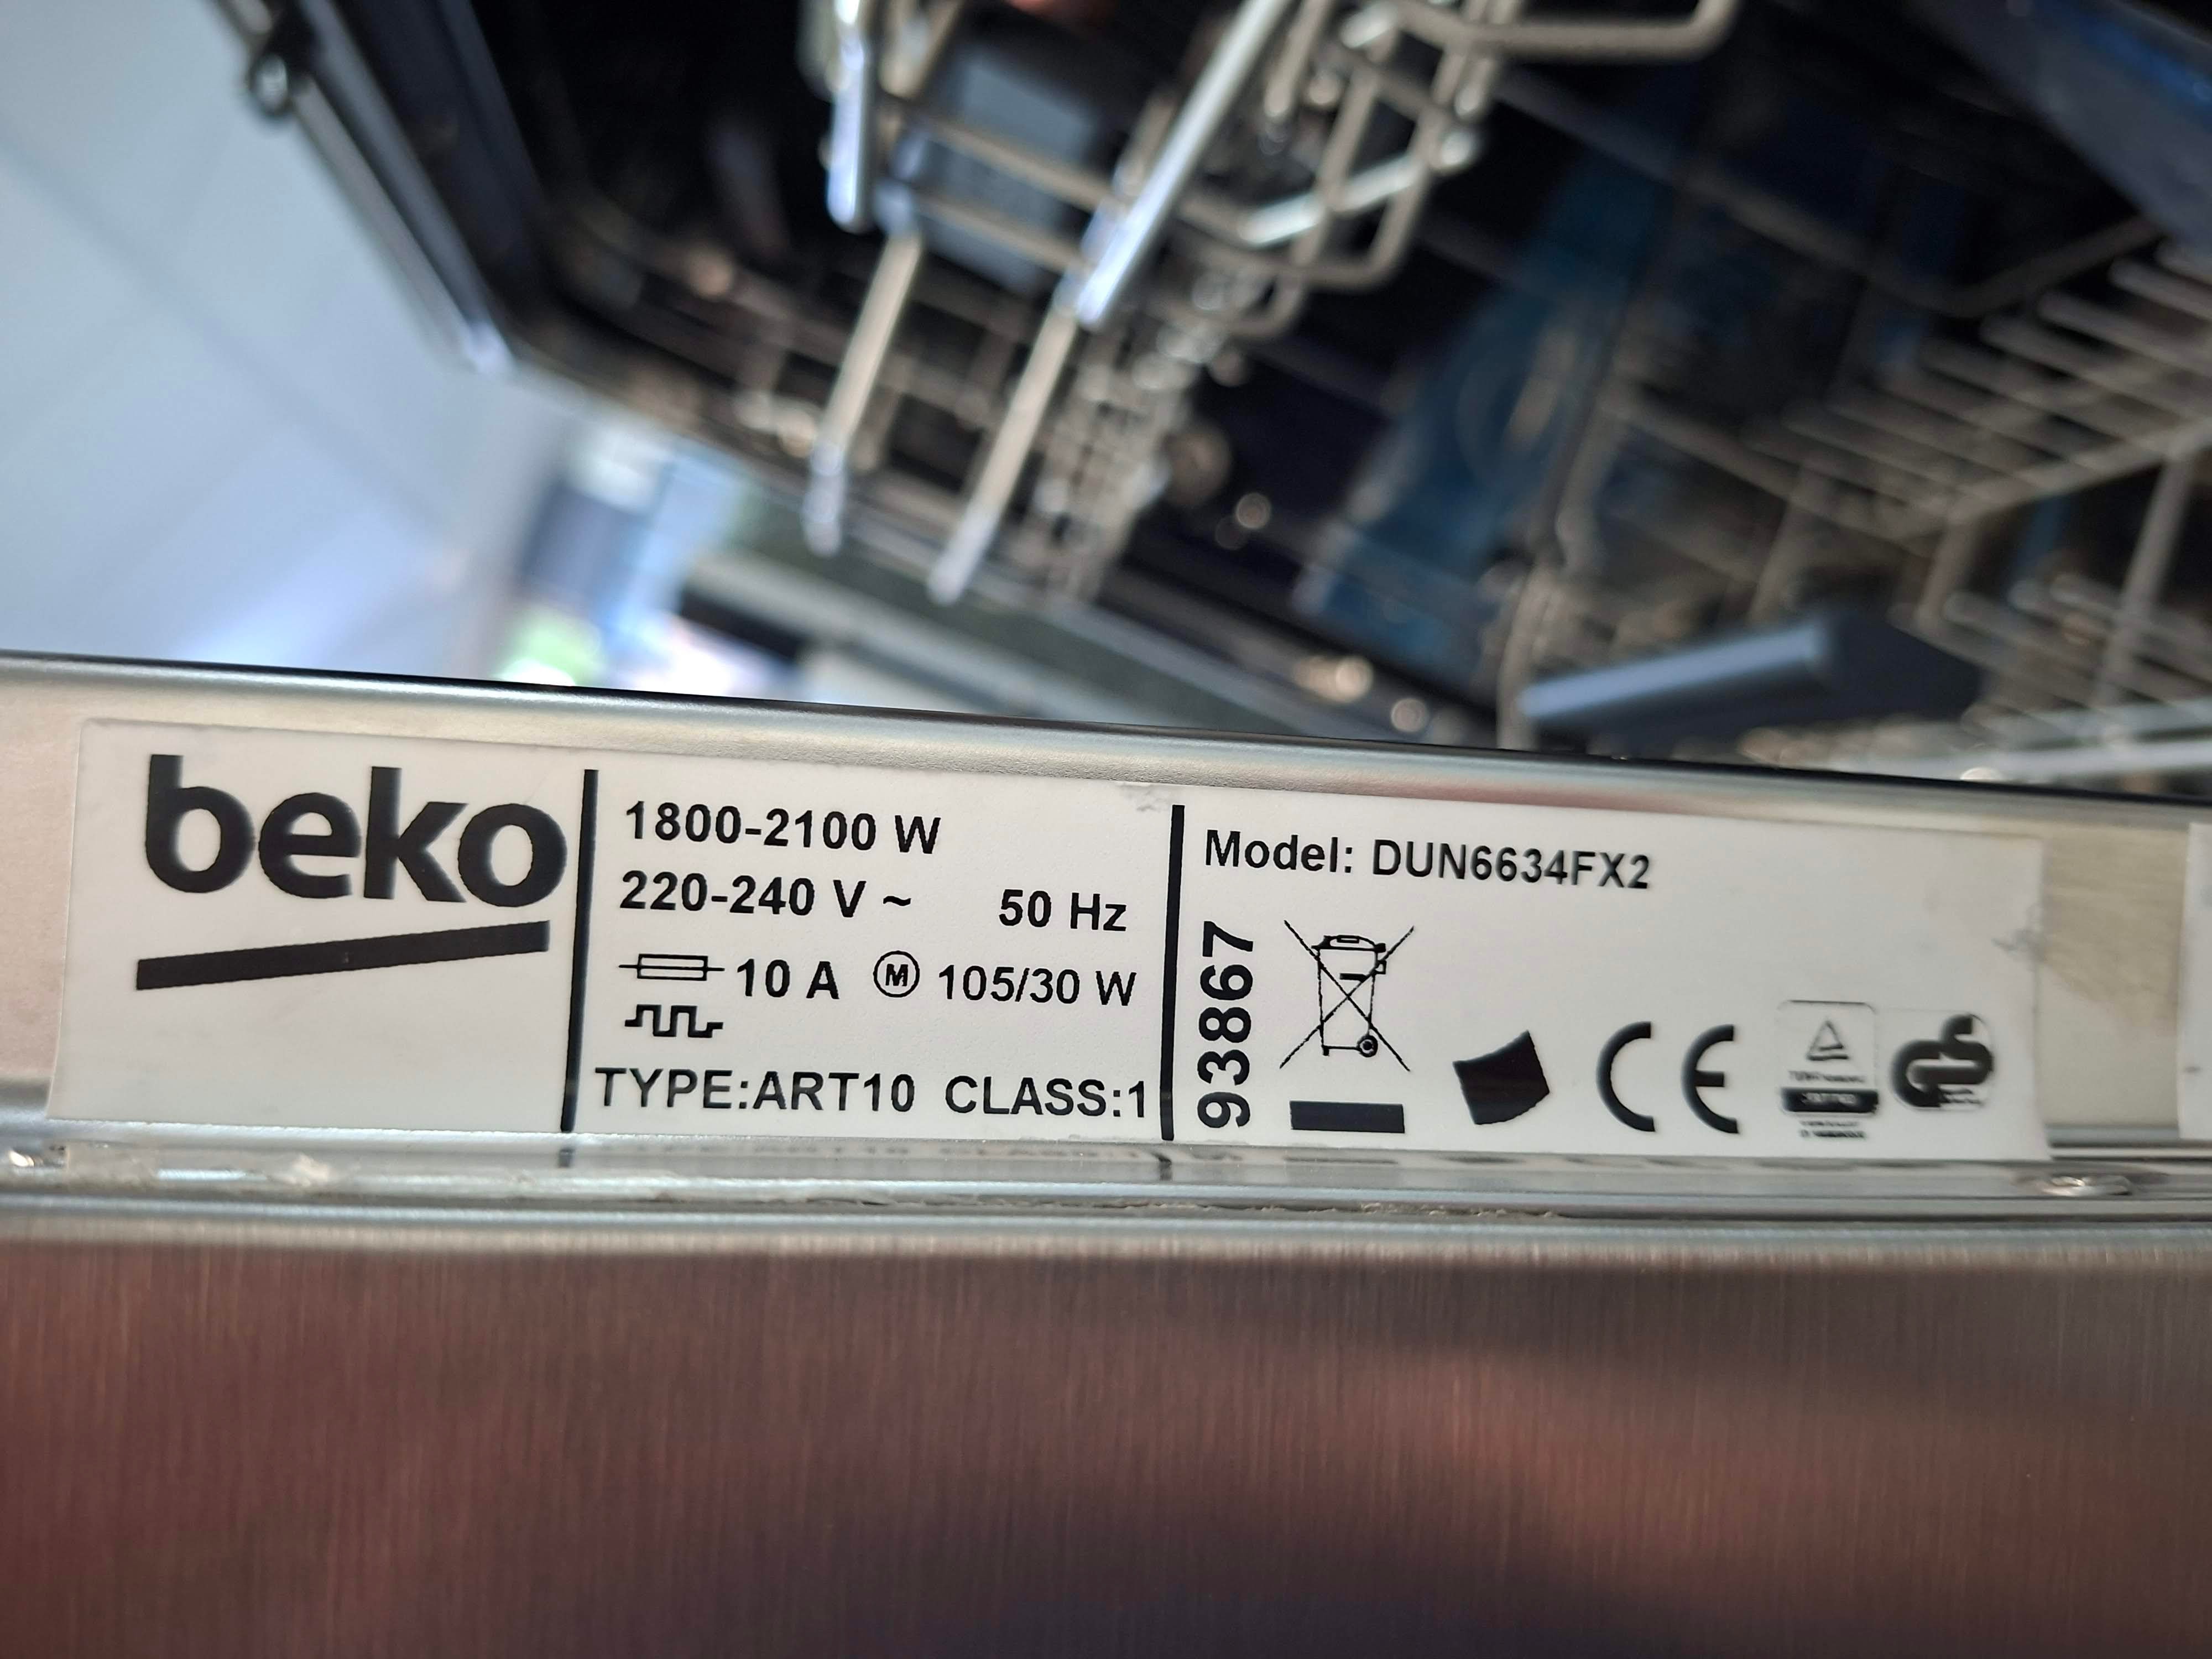 beko
1800-2100 W
220-240 V ~ 50 Hz
10 A M 105/30 W
TYPE:ART10 CLASS:1
Model: DUN6634FX2
93867
CE